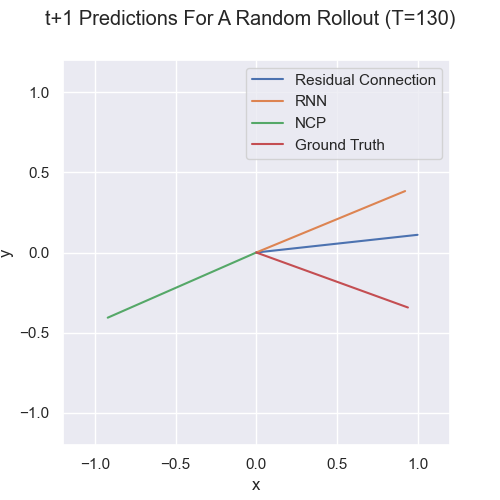 t+1 Predictions For A Random Rollout (T=130)
Residual Connection
RNN
NCP
Ground Truth
1.0
0.5
0.0
−0.5
−1.0
y
−1.0 −0.5 0.0 0.5 1.0
x